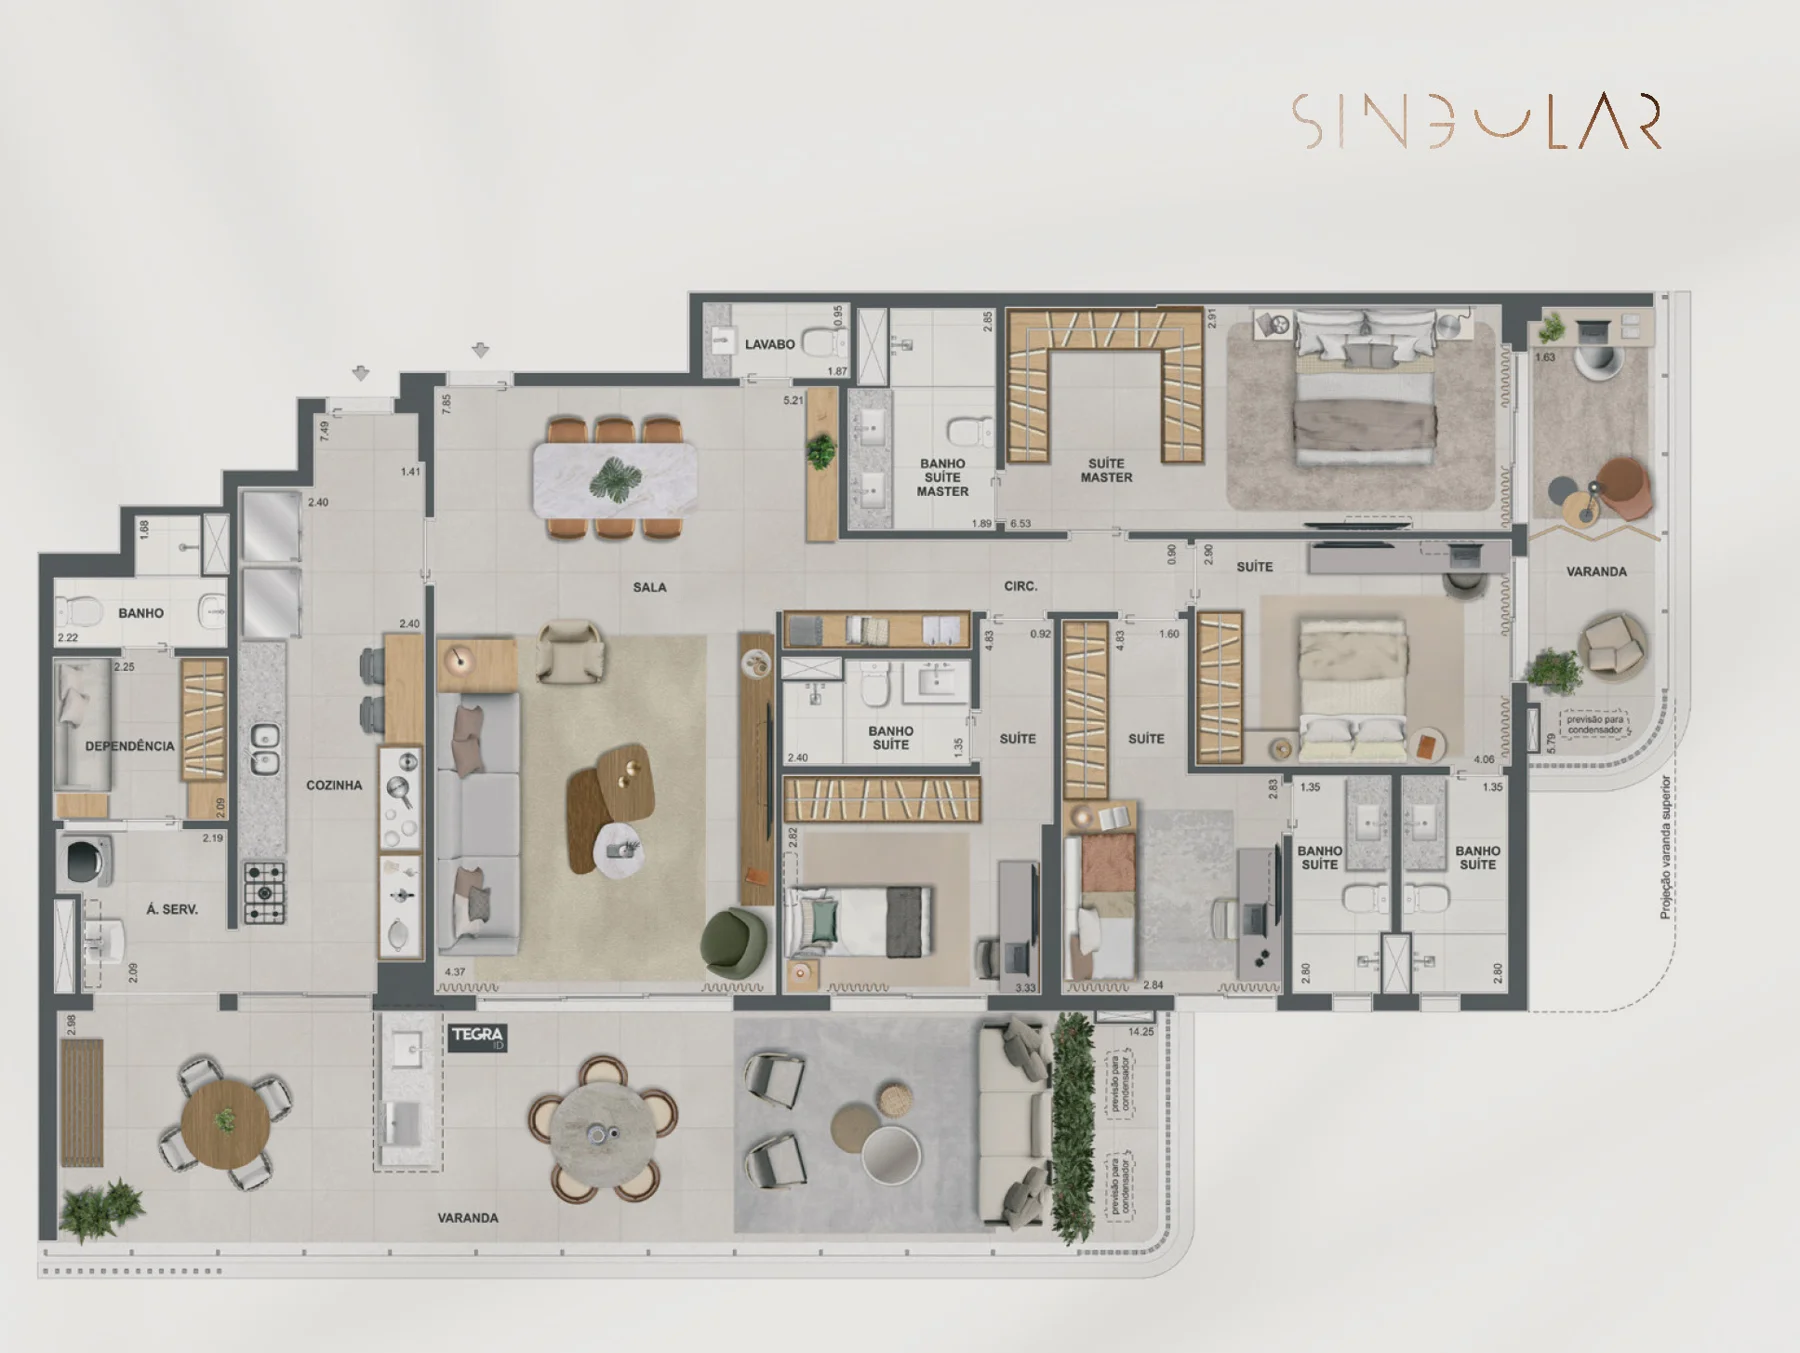 SINGULAR
LAVABO
0.95
1.87
2.85
BANHO
SUÍTE
MASTER
1.89
6.53
2.91
SUÍTE
MASTER
1.63
7.85
5.21
7.49
1.41
2.40
2.40
1.68
BANHO
2.22
2.25
DEPENDÊNCIA
2.09
2.19
Á. SERV.
2.09
COZINHA
SALA
4.37
CIRC.
0.90
2.90
SUÍTE
VARANDA
previsão para
condensador
5.79
4.06
4.83
0.92
4.83
1.60
BANHO
SUÍTE
2.40
1.35
SUÍTE
SUÍTE
2.82
3.33
2.83
2.84
1.35
BANHO
SUÍTE
2.80
1.35
BANHO
SUÍTE
2.80
Projeção varanda superior
2.98
TEGRA
ID
VARANDA
14.25
previsão para
condensador
previsão para
condensador